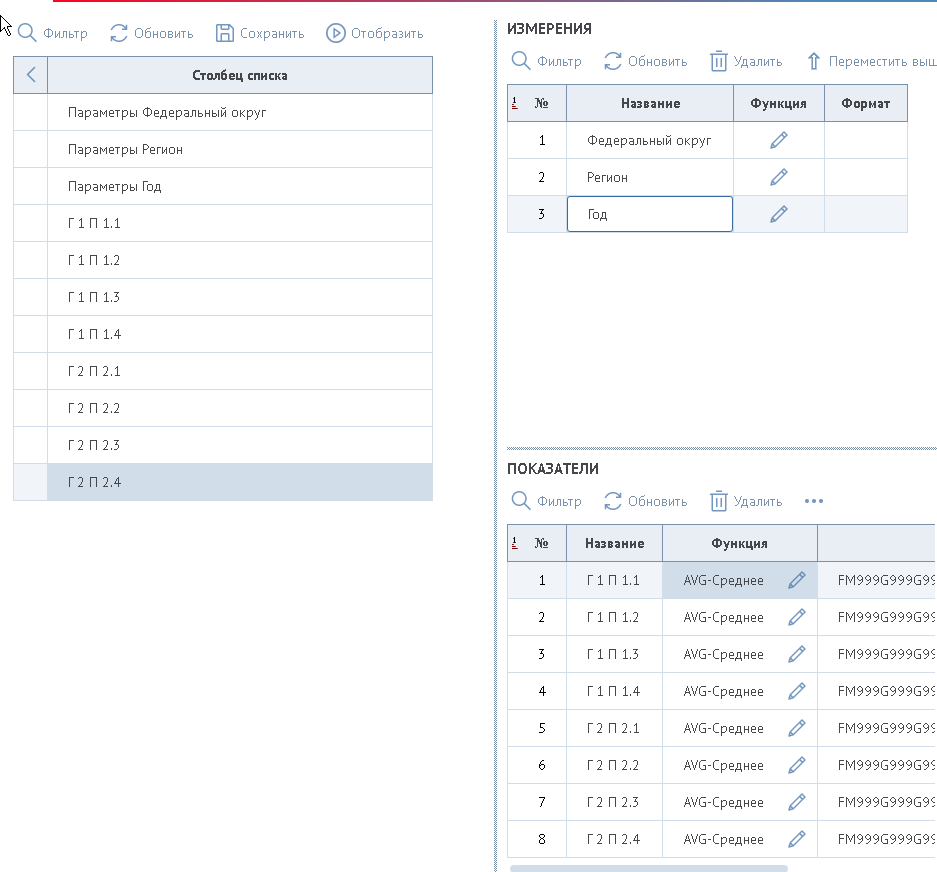 Фильтр Обновить Сохранить Отобразить
Столбец списка
Параметры Федеральный округ
Параметры Регион
Параметры Год
Г 1 П 1.1
Г 1 П 1.2
Г 1 П 1.3
Г 1 П 1.4
Г 2 П 2.1
Г 2 П 2.2
Г 2 П 2.3
Г 2 П 2.4
ИЗМЕРЕНИЯ
Фильтр Обновить Удалить Переместить выш
1 № Название Функция Формат
1 Федеральный округ
2 Регион
3 Год
ПОКАЗАТЕЛИ
Фильтр Обновить Удалить •••
1 № Название Функция
1 Г 1 П 1.1 AVG-Среднее FM999G999G99
2 Г 1 П 1.2 AVG-Среднее FM999G999G99
3 Г 1 П 1.3 AVG-Среднее FM999G999G99
4 Г 1 П 1.4 AVG-Среднее FM999G999G99
5 Г 2 П 2.1 AVG-Среднее FM999G999G99
6 Г 2 П 2.2 AVG-Среднее FM999G999G99
7 Г 2 П 2.3 AVG-Среднее FM999G999G99
8 Г 2 П 2.4 AVG-Среднее FM999G999G99